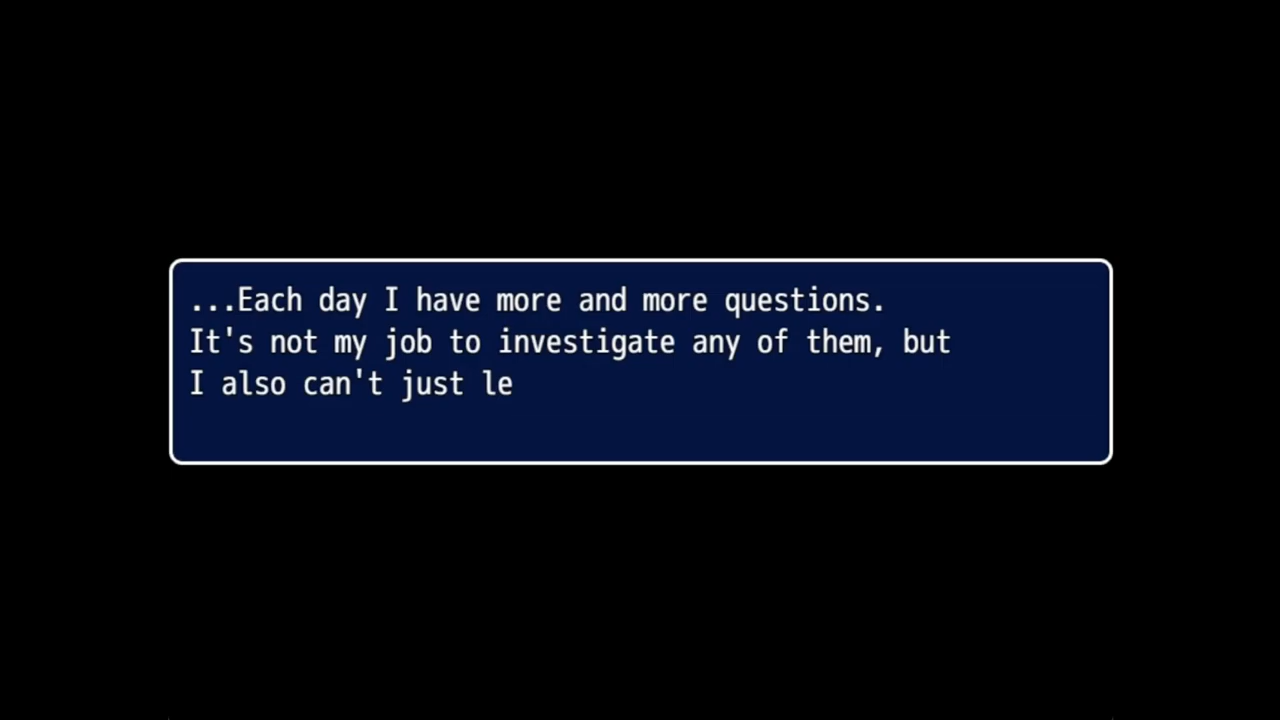 ...Each day I have more and more questions.
It's not my job to investigate any of them, but
I also can't just le